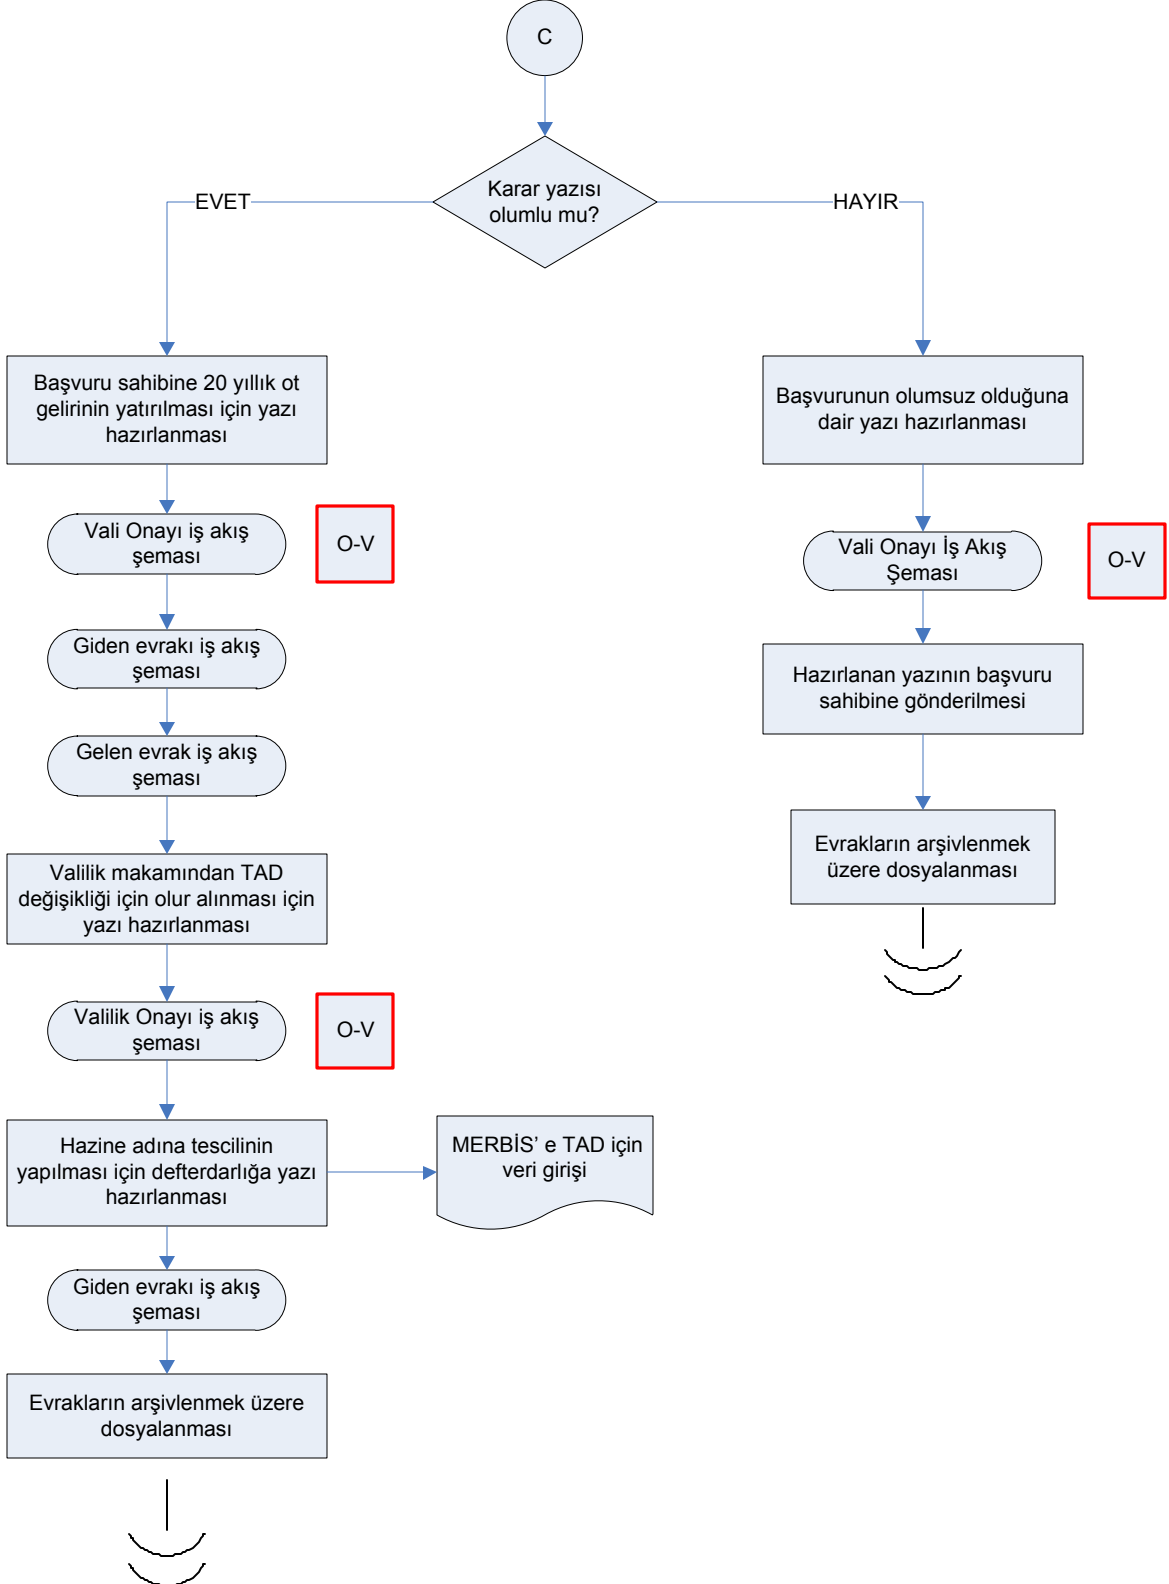 C
Karar yazısı
olumlu mu?
EVET
HAYIR
Başvuru sahibine 20 yıllık ot
gelirinin yatırılması için yazı
hazırlanması
Vali Onayı iş akış
şeması
O-V
Giden evrakı iş akış
şeması
Gelen evrak iş akış
şeması
Valilik makamından TAD
değişikliği için olur alınması için
yazı hazırlanması
Valilik Onayı iş akış
şeması
O-V
Hazine adına tescilinin
yapılması için defterdarlığa yazı
hazırlanması
MERBİS’ e TAD için
veri girişi
Giden evrakı iş akış
şeması
Evrakların arşivlenmek üzere
dosyalanması
Başvurunun olumsuz olduğuna
dair yazı hazırlanması
Vali Onayı İş Akış
Şeması
O-V
Hazırlanan yazının başvuru
sahibine gönderilmesi
Evrakların arşivlenmek
üzere dosyalanması